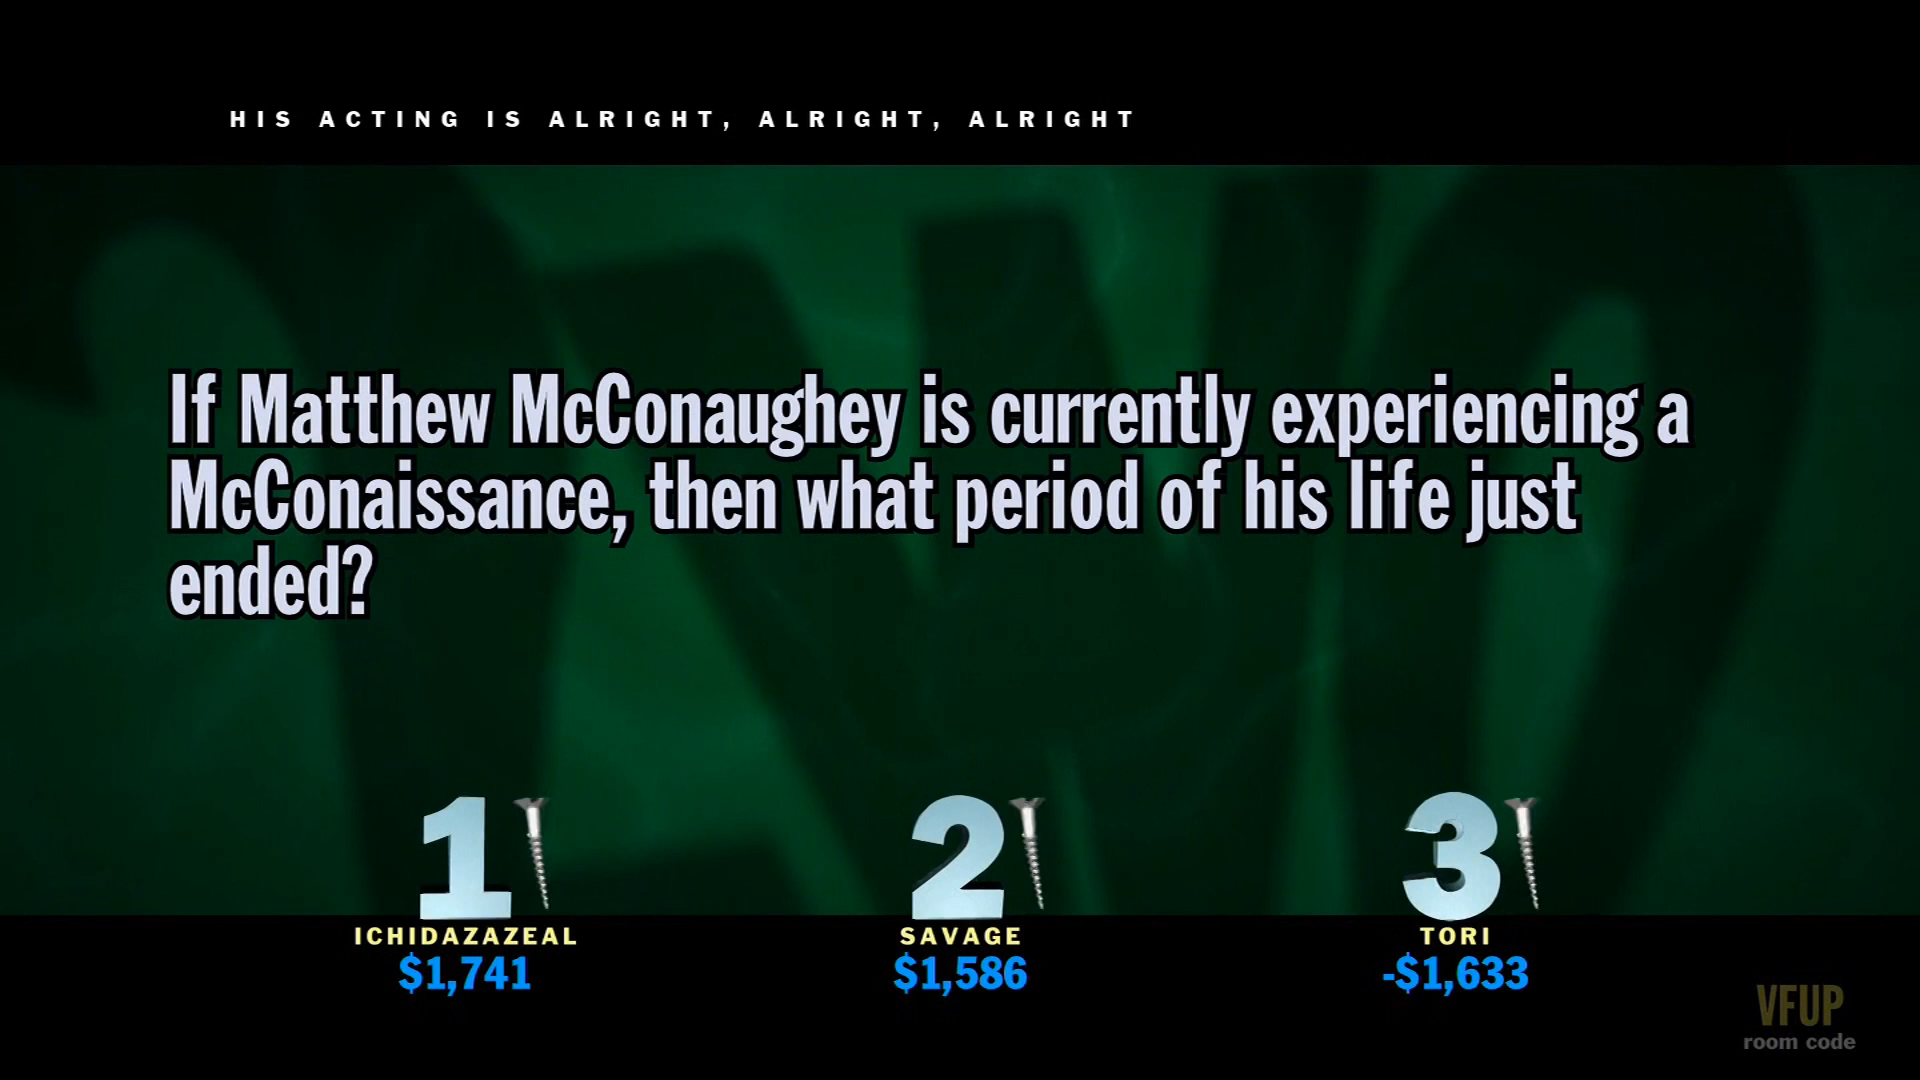 HIS ACTING IS ALRIGHT, ALRIGHT, ALRIGHT
If Matthew McConaughey is currently experiencing a
McConaissance, then what period of his life just
ended?
1
ICHIDAZAZEAL
$1,741
2
SAVAGE
$1,586
3
TORI
-$1,633
VFUP
room code